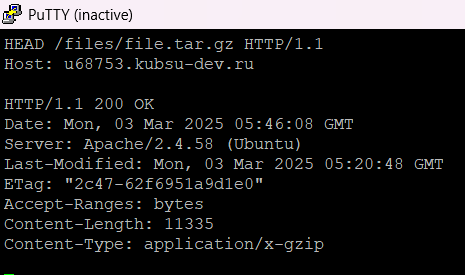 PuTTY (inactive)
HEAD /files/file.tar.gz HTTP/1.1
Host: u68753.kubsu-dev.ru
HTTP/1.1 200 OK
Date: Mon, 03 Mar 2025 05:46:08 GMT
Server: Apache/2.4.58 (Ubuntu)
Last-Modified: Mon, 03 Mar 2025 05:20:48 GMT
ETag: "2c47-62f6951a9d1e0"
Accept-Ranges: bytes
Content-Length: 11335
Content-Type: application/x-gzip